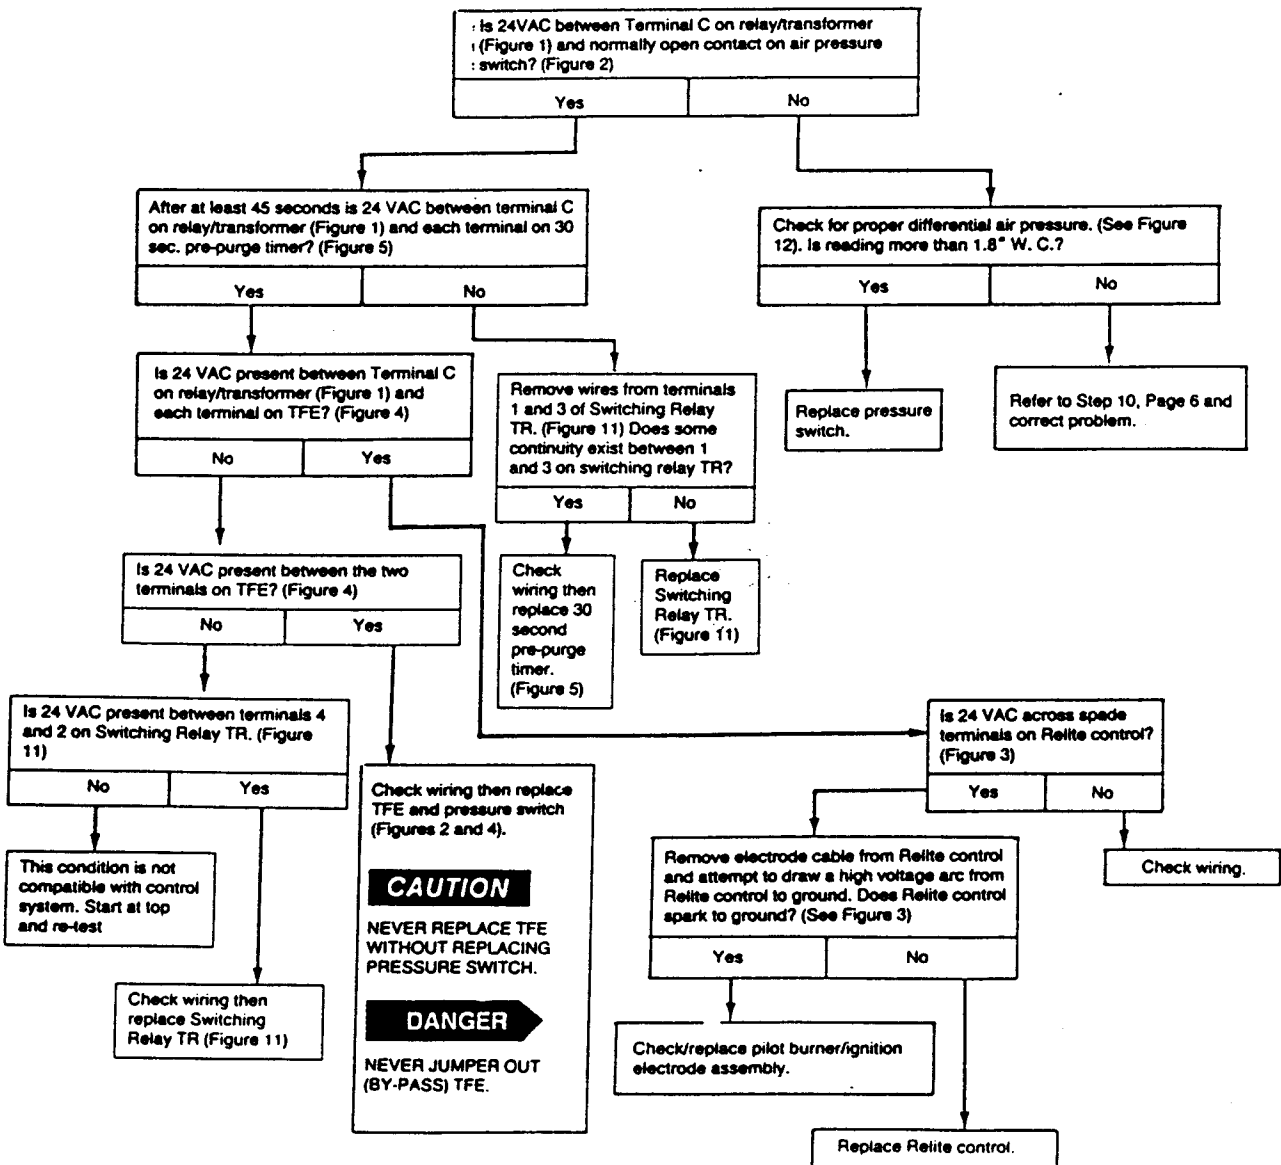 Is 24VAC between Terminal C on relay/transformer
(Figure 1) and normally open contact on air pressure
switch? (Figure 2)
Yes
No
After at least 45 seconds is 24 VAC between terminal C
on relay/transformer (Figure 1) and each terminal on 30
sec. pre-purge timer? (Figure 5)
Yes
No
Check for proper differential air pressure. (See Figure
12). Is reading more than 1.8" W. C.?
Yes
No
Is 24 VAC present between Terminal C
on relay/transformer (Figure 1) and
each terminal on TFE? (Figure 4)
No
Yes
Remove wires from terminals
1 and 3 of Switching Relay
TR. (Figure 11) Does some
continuity exist between 1
and 3 on switching relay TR?
Yes
No
Replace pressure
switch.
Refer to Step 10, Page 6 and
correct problem.
Is 24 VAC present between the two
terminals on TFE? (Figure 4)
No
Yes
Check
wiring then
replace 30
second
pre-purge
timer.
(Figure 5)
Replace
Switching
Relay TR.
(Figure 11)
Is 24 VAC present between terminals 4
and 2 on Switching Relay TR. (Figure
11)
No
Yes
Is 24 VAC across spade
terminals on Relite control?
(Figure 3)
Yes
No
Check wiring then replace
TFE and pressure switch
(Figures 2 and 4).
CAUTION
NEVER REPLACE TFE
WITHOUT REPLACING
PRESSURE SWITCH.
DANGER
NEVER JUMPER OUT
(BY-PASS) TFE.
This condition is not
compatible with control
system. Start at top
and re-test
Check wiring then
replace Switching
Relay TR (Figure 11)
Remove electrode cable from Relite control
and attempt to draw a high voltage arc from
Relite control to ground. Does Relite control
spark to ground? (See Figure 3)
Yes
No
Check wiring.
Check/replace pilot burner/ignition
electrode assembly.
Replace Relite control.